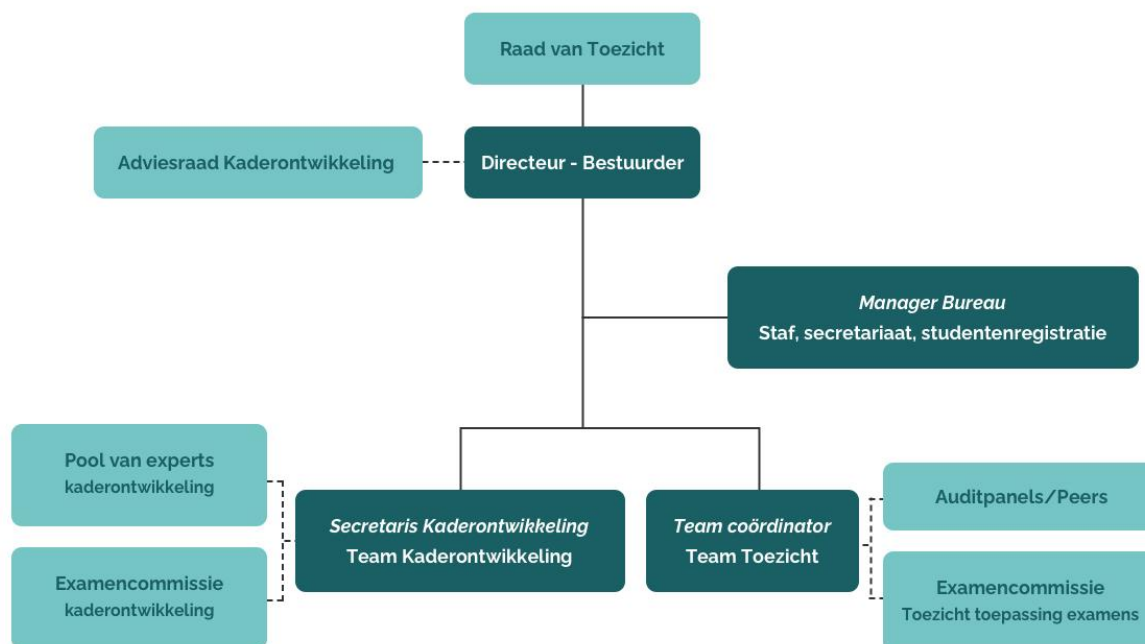 Raad van Toezicht
Adviesraad Kaderontwikkeling
Directeur - Bestuurder
Manager Bureau
Staf, secretariaat, studentenregistratie
Pool van experts
kaderontwikkeling
Secretaris Kaderontwikkeling
Team Kaderontwikkeling
Team coördinator
Team Toezicht
Auditpanels/Peers
Examencommissie
kaderontwikkeling
Examencommissie
Toezicht toepassing examens